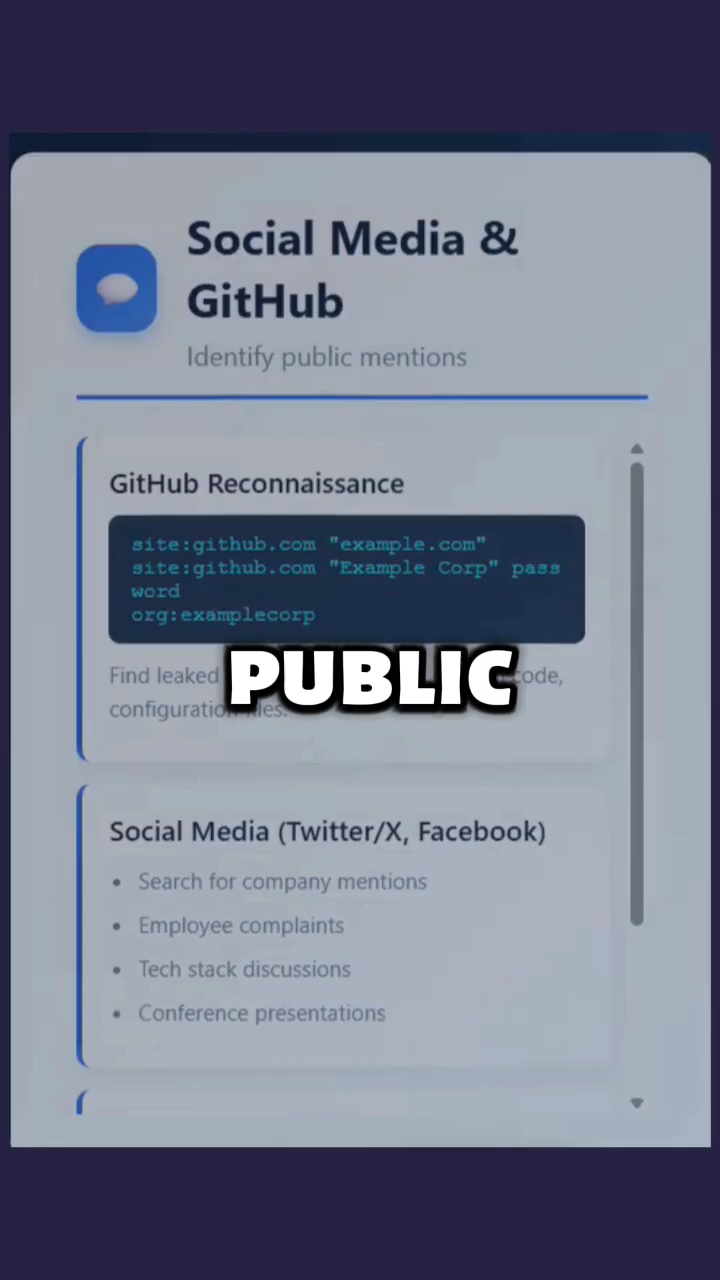 Social Media &
GitHub
Identify public mentions
GitHub Reconnaissance
site:github.com "example.com"
site:github.com "Example Corp" pass
word
org:examplecorp
Find leaked code,
PUBLIC
configuration files.
Social Media (Twitter/X, Facebook)
• Search for company mentions
• Employee complaints
• Tech stack discussions
• Conference presentations